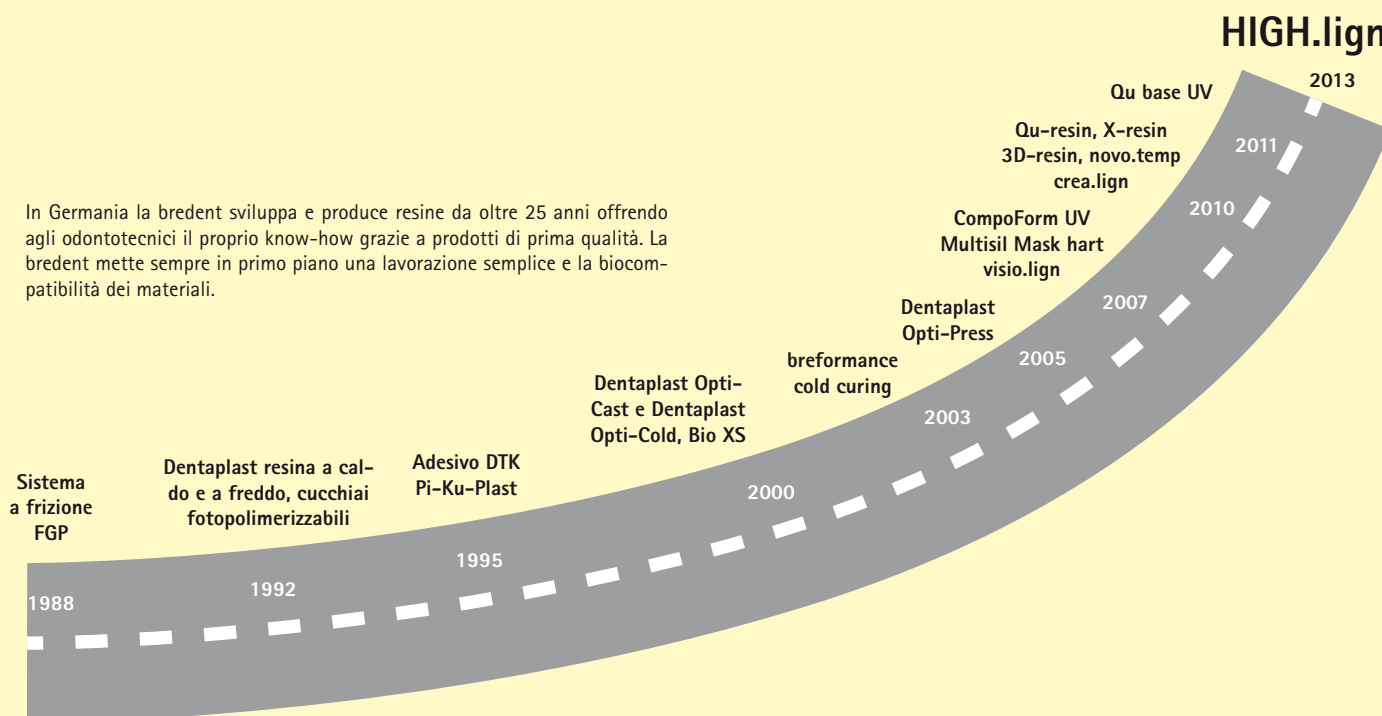 HIGH.lign
2013
Qu base UV
2011
Qu-resin, X-resin
3D-resin, novo.temp
crea.lign
2010
In Germania la bredent sviluppa e produce resine da oltre 25 anni offrendo
agli odontotecnici il proprio know-how grazie a prodotti di prima qualità. La
bredent mette sempre in primo piano una lavorazione semplice e la biocom-
patibilità dei materiali.
CompoForm UV
Multisil Mask hart
visio.lign
2007
Dentaplast
Opti-Press
2005
breformance
cold curing
2003
Dentaplast Opti-
Cast e Dentaplast
Opti-Cold, Bio XS
2000
Adesivo DTK
Pi-Ku-Plast
1995
Dentaplast resina a cal-
do e a freddo, cucchiai
fotopolimerizzabili
1992
Sistema
a frizione
FGP
1988